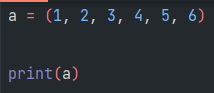 a = (1, 2, 3, 4, 5, 6)
print(a)